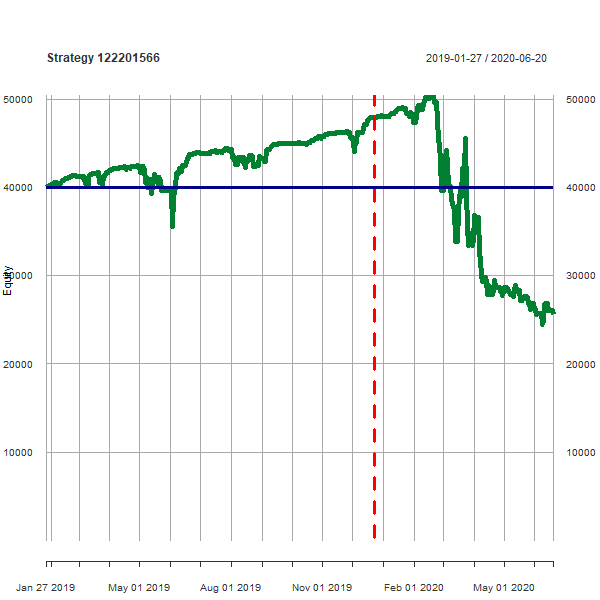 Strategy 122201566
2019-01-27 / 2020-06-20
50000
50000
40000
40000
30000
30000
Equity
20000
20000
10000
10000
Jan 27 2019
May 01 2019
Aug 01 2019
Nov 01 2019
Feb 01 2020
May 01 2020